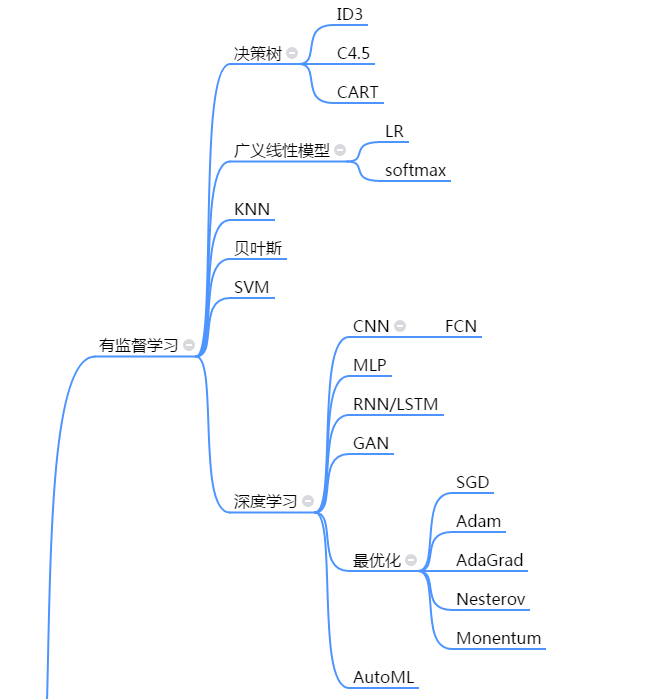 有监督学习
决策树
ID3
C4.5
CART
广义线性模型
LR
softmax
KNN
贝叶斯
SVM
深度学习
CNN
FCN
MLP
RNN/LSTM
GAN
最优化
SGD
Adam
AdaGrad
Nesterov
Monentum
AutoML